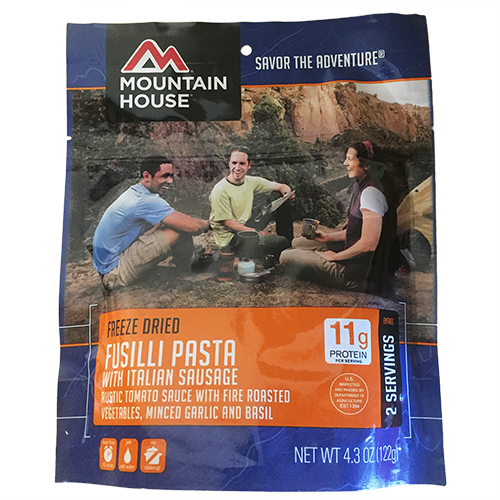 MOUNTAIN
HOUSE®
SAVOR THE ADVENTURE®
FREEZE DRIED
FUSILLI PASTA
WITH ITALIAN SAUSAGE
RUSTIC TOMATO SAUCE WITH FIRE ROASTED
VEGETABLES, MINCED GARLIC AND BASIL
11g
PROTEIN
PER SERVING
U.S.
INSPECTED
AND PASSED BY
DEPARTMENT OF
AGRICULTURE
EST.1394
2 SERVINGS
NET WT 4.3 OZ (122g)